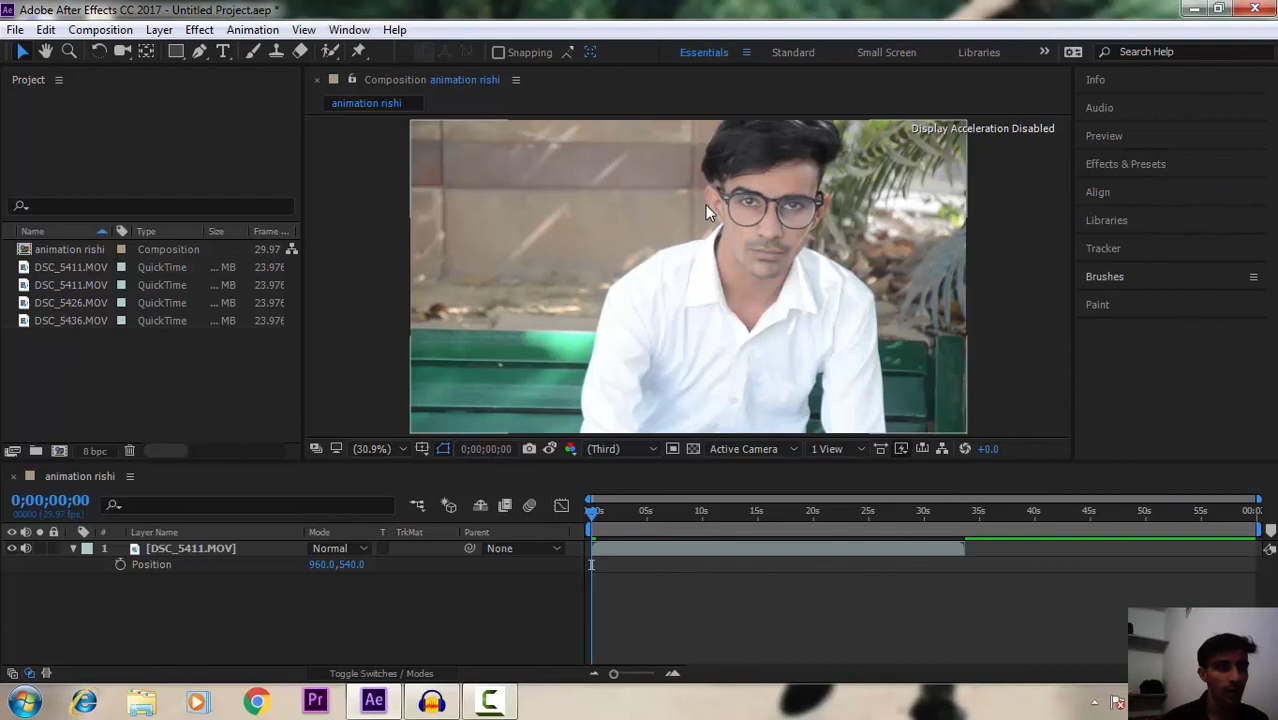 Adobe After Effects CC 2017 - Untitled Project.aep *
File Edit Composition Layer Effect Animation View Window Help
Snapping Essentials Standard Small Screen Libraries Search Help
Project
Composition animation rishi
animation rishi
Display Acceleration Disabled
Info
Audio
Preview
Effects & Presets
Align
Libraries
Tracker
Brushes
Paint
Name Type Size Frame ...
animation rishi Composition 29.97
DSC_5411.MOV QuickTime ... MB 23.976
DSC_5411.MOV QuickTime ... MB 23.976
DSC_5426.MOV QuickTime ... MB 23.976
DSC_5436.MOV QuickTime ... MB 23.976
8 bpc
(30.9%) 0;00;00;00 (Third) Active Camera 1 View +0.0
animation rishi
0;00;00;00
00000 (29.97 fps)
05s 10s 15s 20s 25s 30s 35s 40s 45s 50s 55s
# Layer Name Mode T TrkMat Parent
1 [DSC_5411.MOV] Normal None
Position 960.0,540.0
Toggle Switches / Modes
Pr Ae